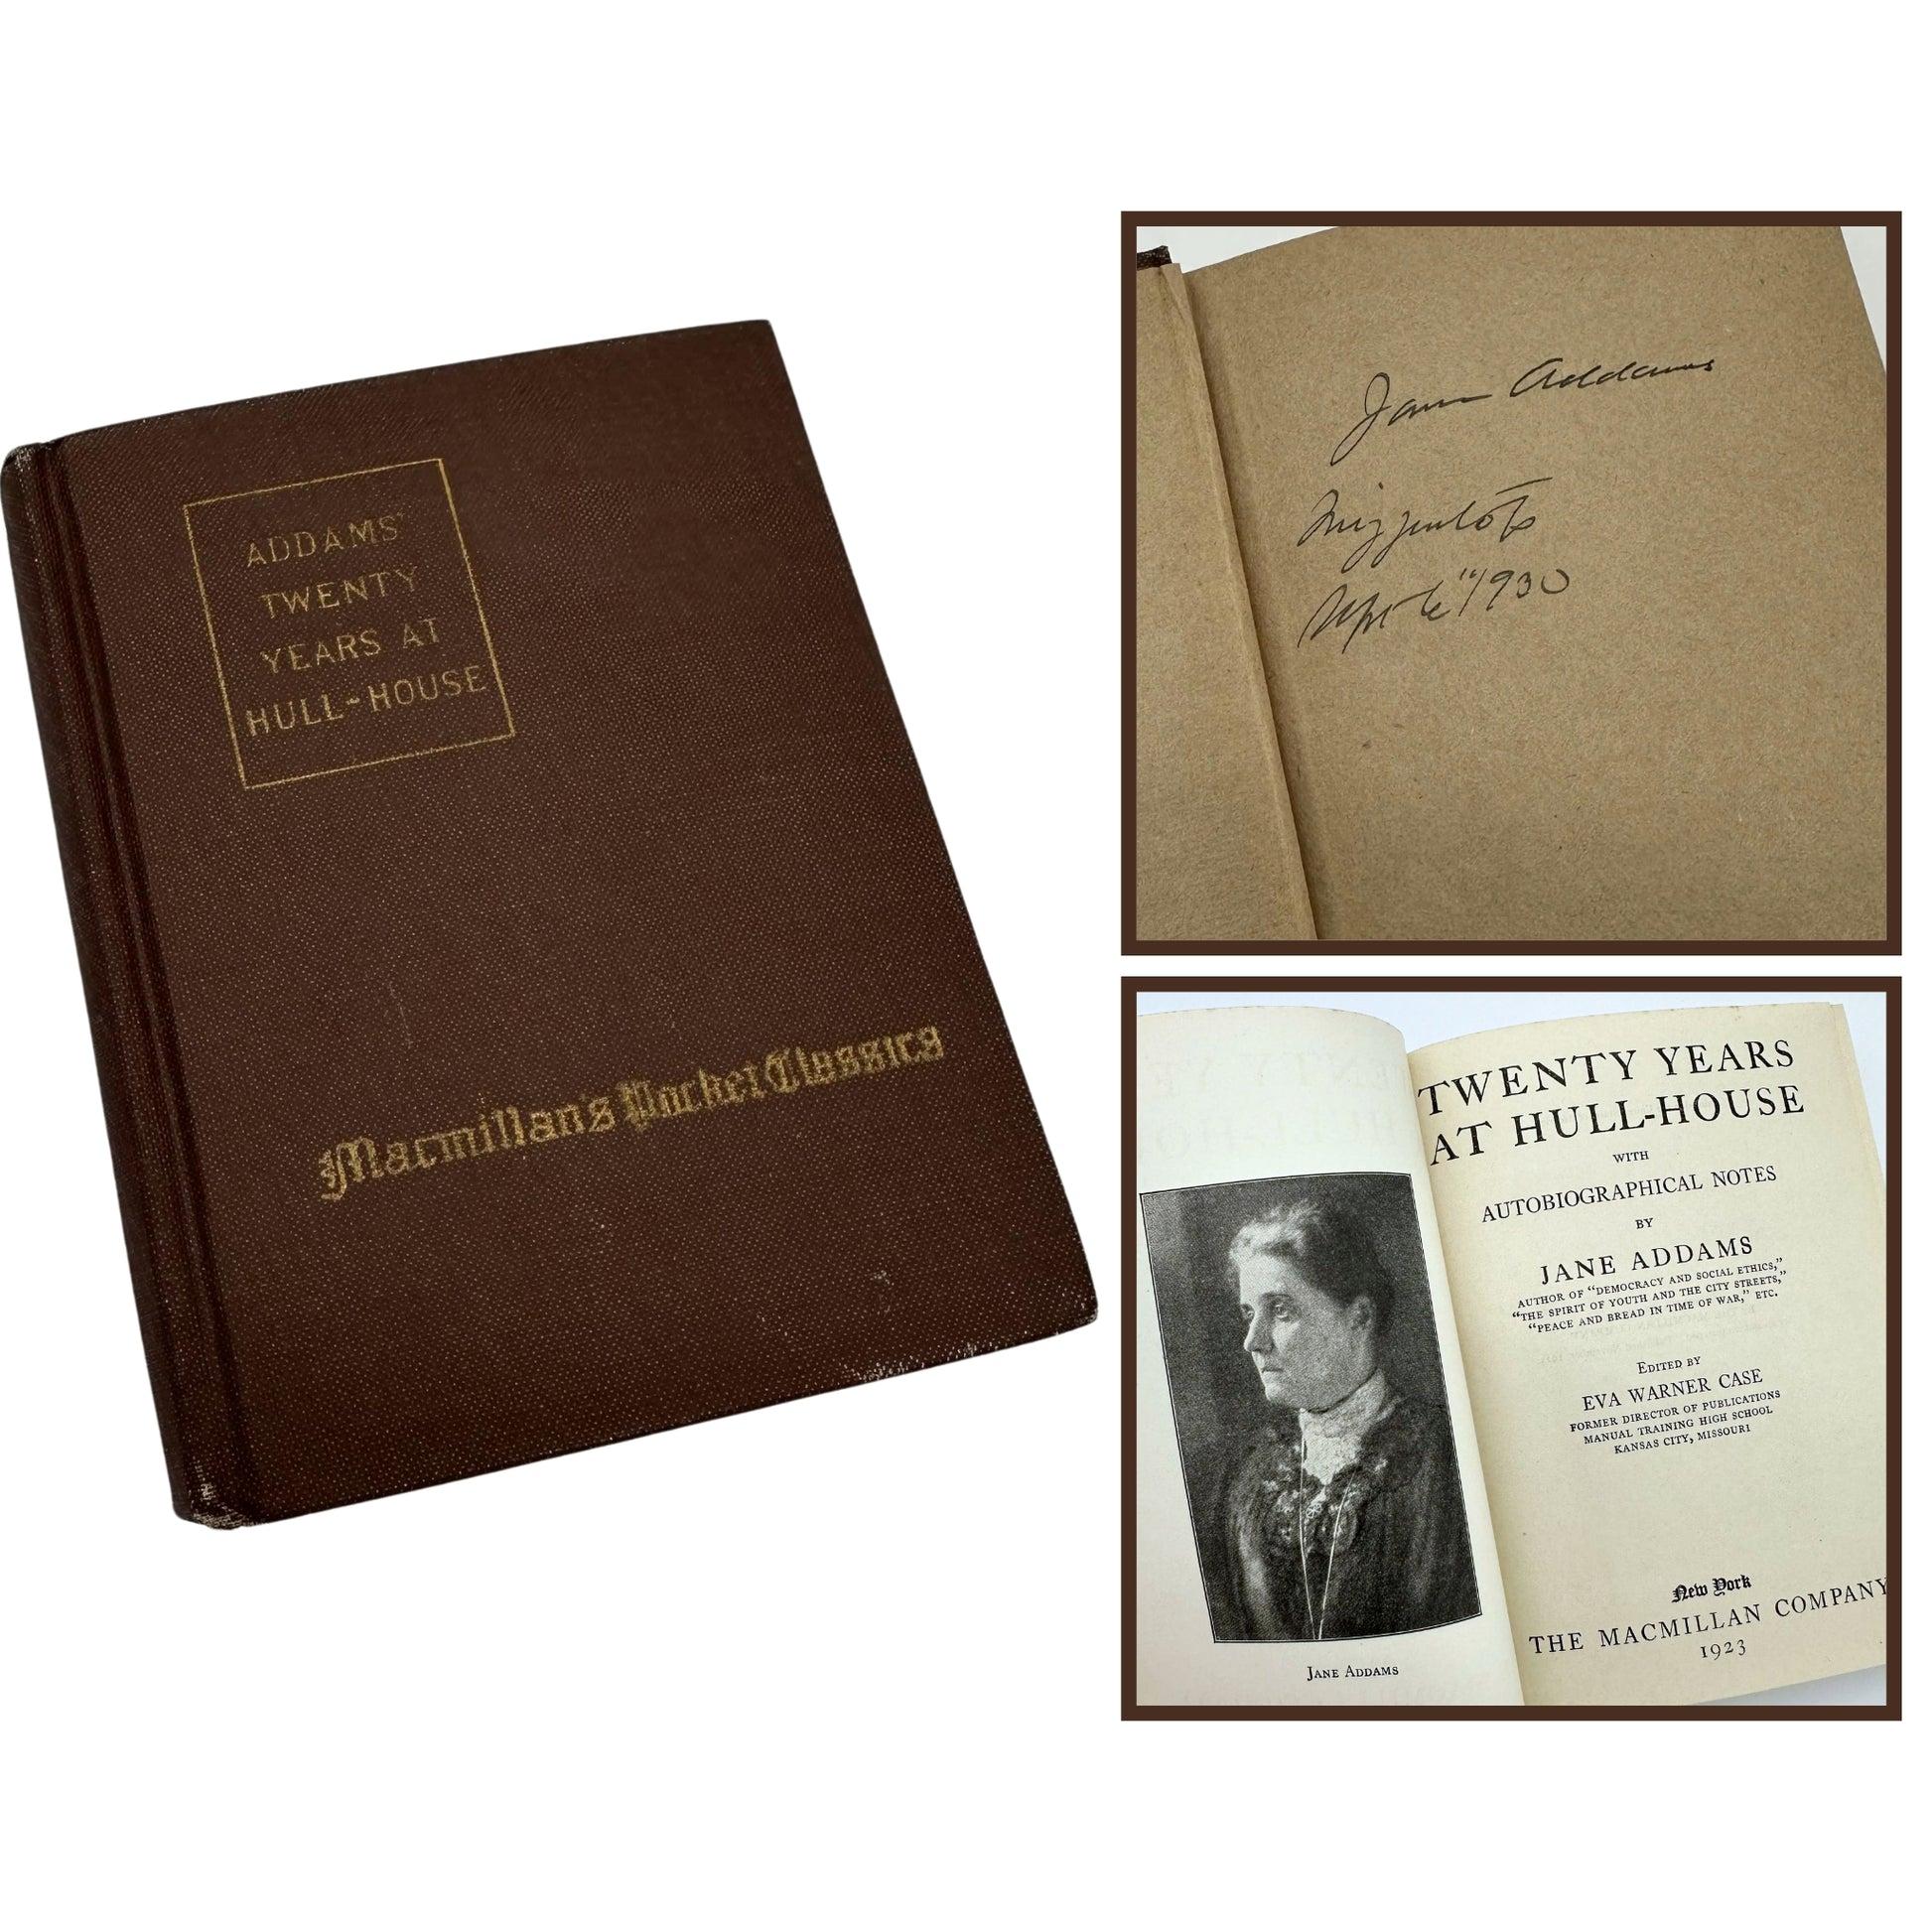 ADDAMS'
TWENTY
YEARS AT
HULL-HOUSE
Macmillan's Pocket Classics
Jane Addams
1930
TWENTY YEARS
AT HULL-HOUSE
WITH
AUTOBIOGRAPHICAL NOTES
BY
JANE ADDAMS
AUTHOR OF "DEMOCRACY AND SOCIAL ETHICS,"
"THE SPIRIT OF YOUTH AND THE CITY STREETS,"
"PEACE AND BREAD IN TIME OF WAR," ETC.
EDITED BY
EVA WARNER CASE
FORMER DIRECTOR OF PUBLICATIONS
MANUAL TRAINING HIGH SCHOOL
KANSAS CITY, MISSOURI
New York
THE MACMILLAN COMPANY
1923
JANE ADDAMS